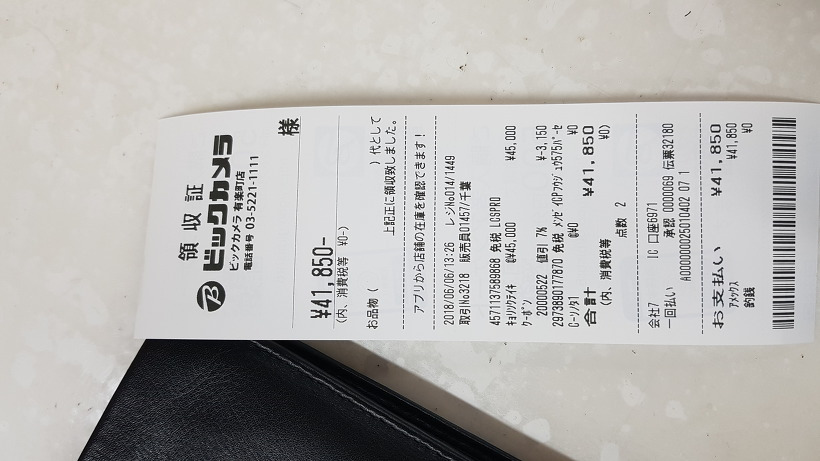 領収証
ビックカメラ
ビックカメラ 有楽町店
電話番号 03-5221-1111
様
¥41,850-
(内、消費税等 ¥0-)
お品物 ( )代として
上記正に領収致しました。
アプリから店舗の在庫を確認できます!
2018/06/06/13:26 レジNo014/1449
取引No3218 販売員01457/千葉
4571137589868 免税 LCSPRO
キョリソクテイキ @¥45,000 ¥45,000
クーポン
20000522 値引 7% ¥-3,150
2973890177870 免税 メンゼイCPフクジュウ575パーセ
C-ソノタ1 @¥0 ¥0
合計 ¥41,850
(内、消費税等 ¥0)
点数 2
会社7 IC 口座6971
一回払い 承認 0000069 伝票32180
A000000025010402 07 1
お支払い ¥41,850
アメックス ¥41,850
釣銭 ¥0